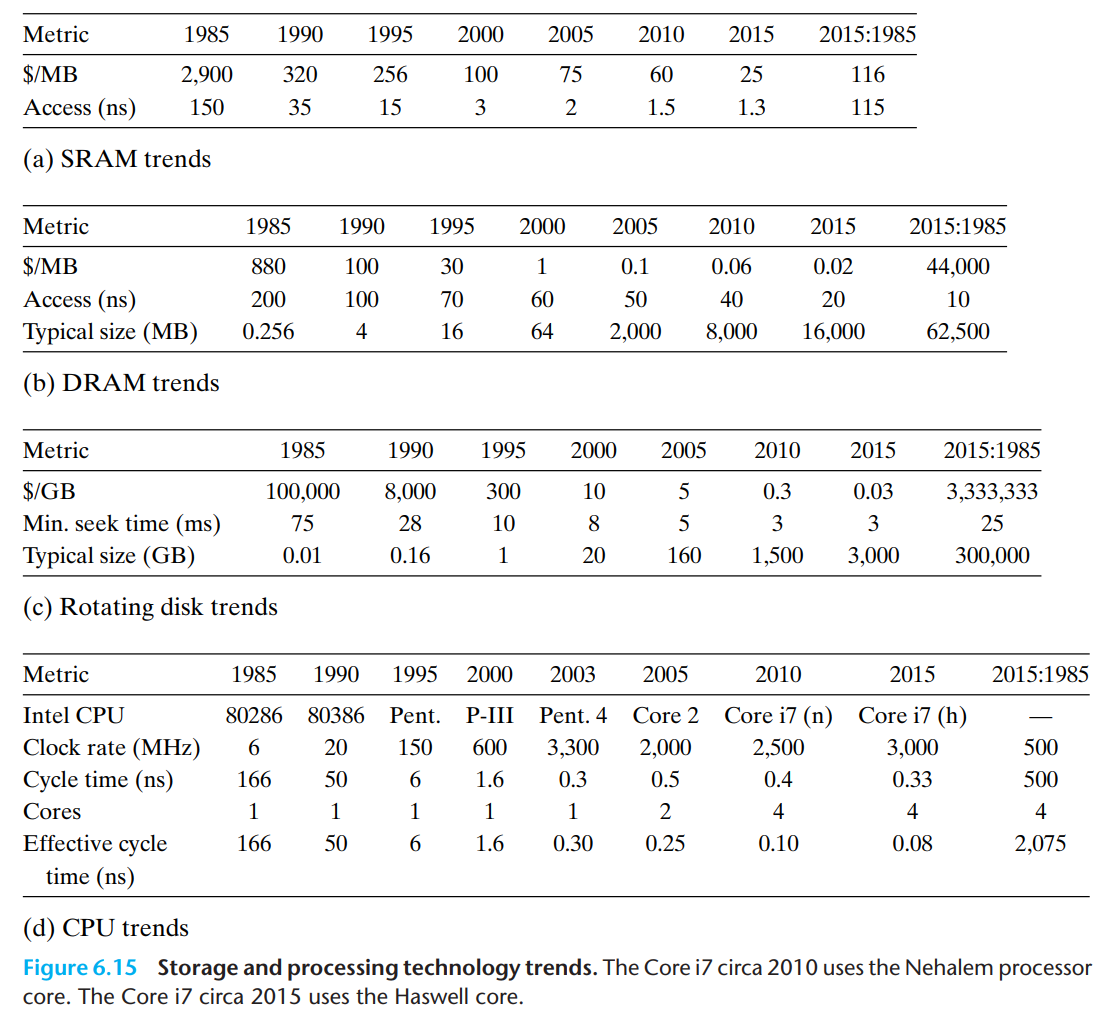 Metric 1985 1990 1995 2000 2005 2010 2015 2015:1985
$/MB 2,900 320 256 100 75 60 25 116
Access (ns) 150 35 15 3 2 1.5 1.3 115
(a) SRAM trends
Metric 1985 1990 1995 2000 2005 2010 2015 2015:1985
$/MB 880 100 30 1 0.1 0.06 0.02 44,000
Access (ns) 200 100 70 60 50 40 20 10
Typical size (MB) 0.256 4 16 64 2,000 8,000 16,000 62,500
(b) DRAM trends
Metric 1985 1990 1995 2000 2005 2010 2015 2015:1985
$/GB 100,000 8,000 300 10 5 0.3 0.03 3,333,333
Min. seek time (ms) 75 28 10 8 5 3 3 25
Typical size (GB) 0.01 0.16 1 20 160 1,500 3,000 300,000
(c) Rotating disk trends
Metric 1985 1990 1995 2000 2003 2005 2010 2015 2015:1985
Intel CPU 80286 80386 Pent. P-III Pent. 4 Core 2 Core i7 (n) Core i7 (h) —
Clock rate (MHz) 6 20 150 600 3,300 2,000 2,500 3,000 500
Cycle time (ns) 166 50 6 1.6 0.3 0.5 0.4 0.33 500
Cores 1 1 1 1 1 2 4 4 4
Effective cycle 166 50 6 1.6 0.30 0.25 0.10 0.08 2,075
time (ns)
(d) CPU trends
Figure 6.15 Storage and processing technology trends. The Core i7 circa 2010 uses the Nehalem processor
core. The Core i7 circa 2015 uses the Haswell core.